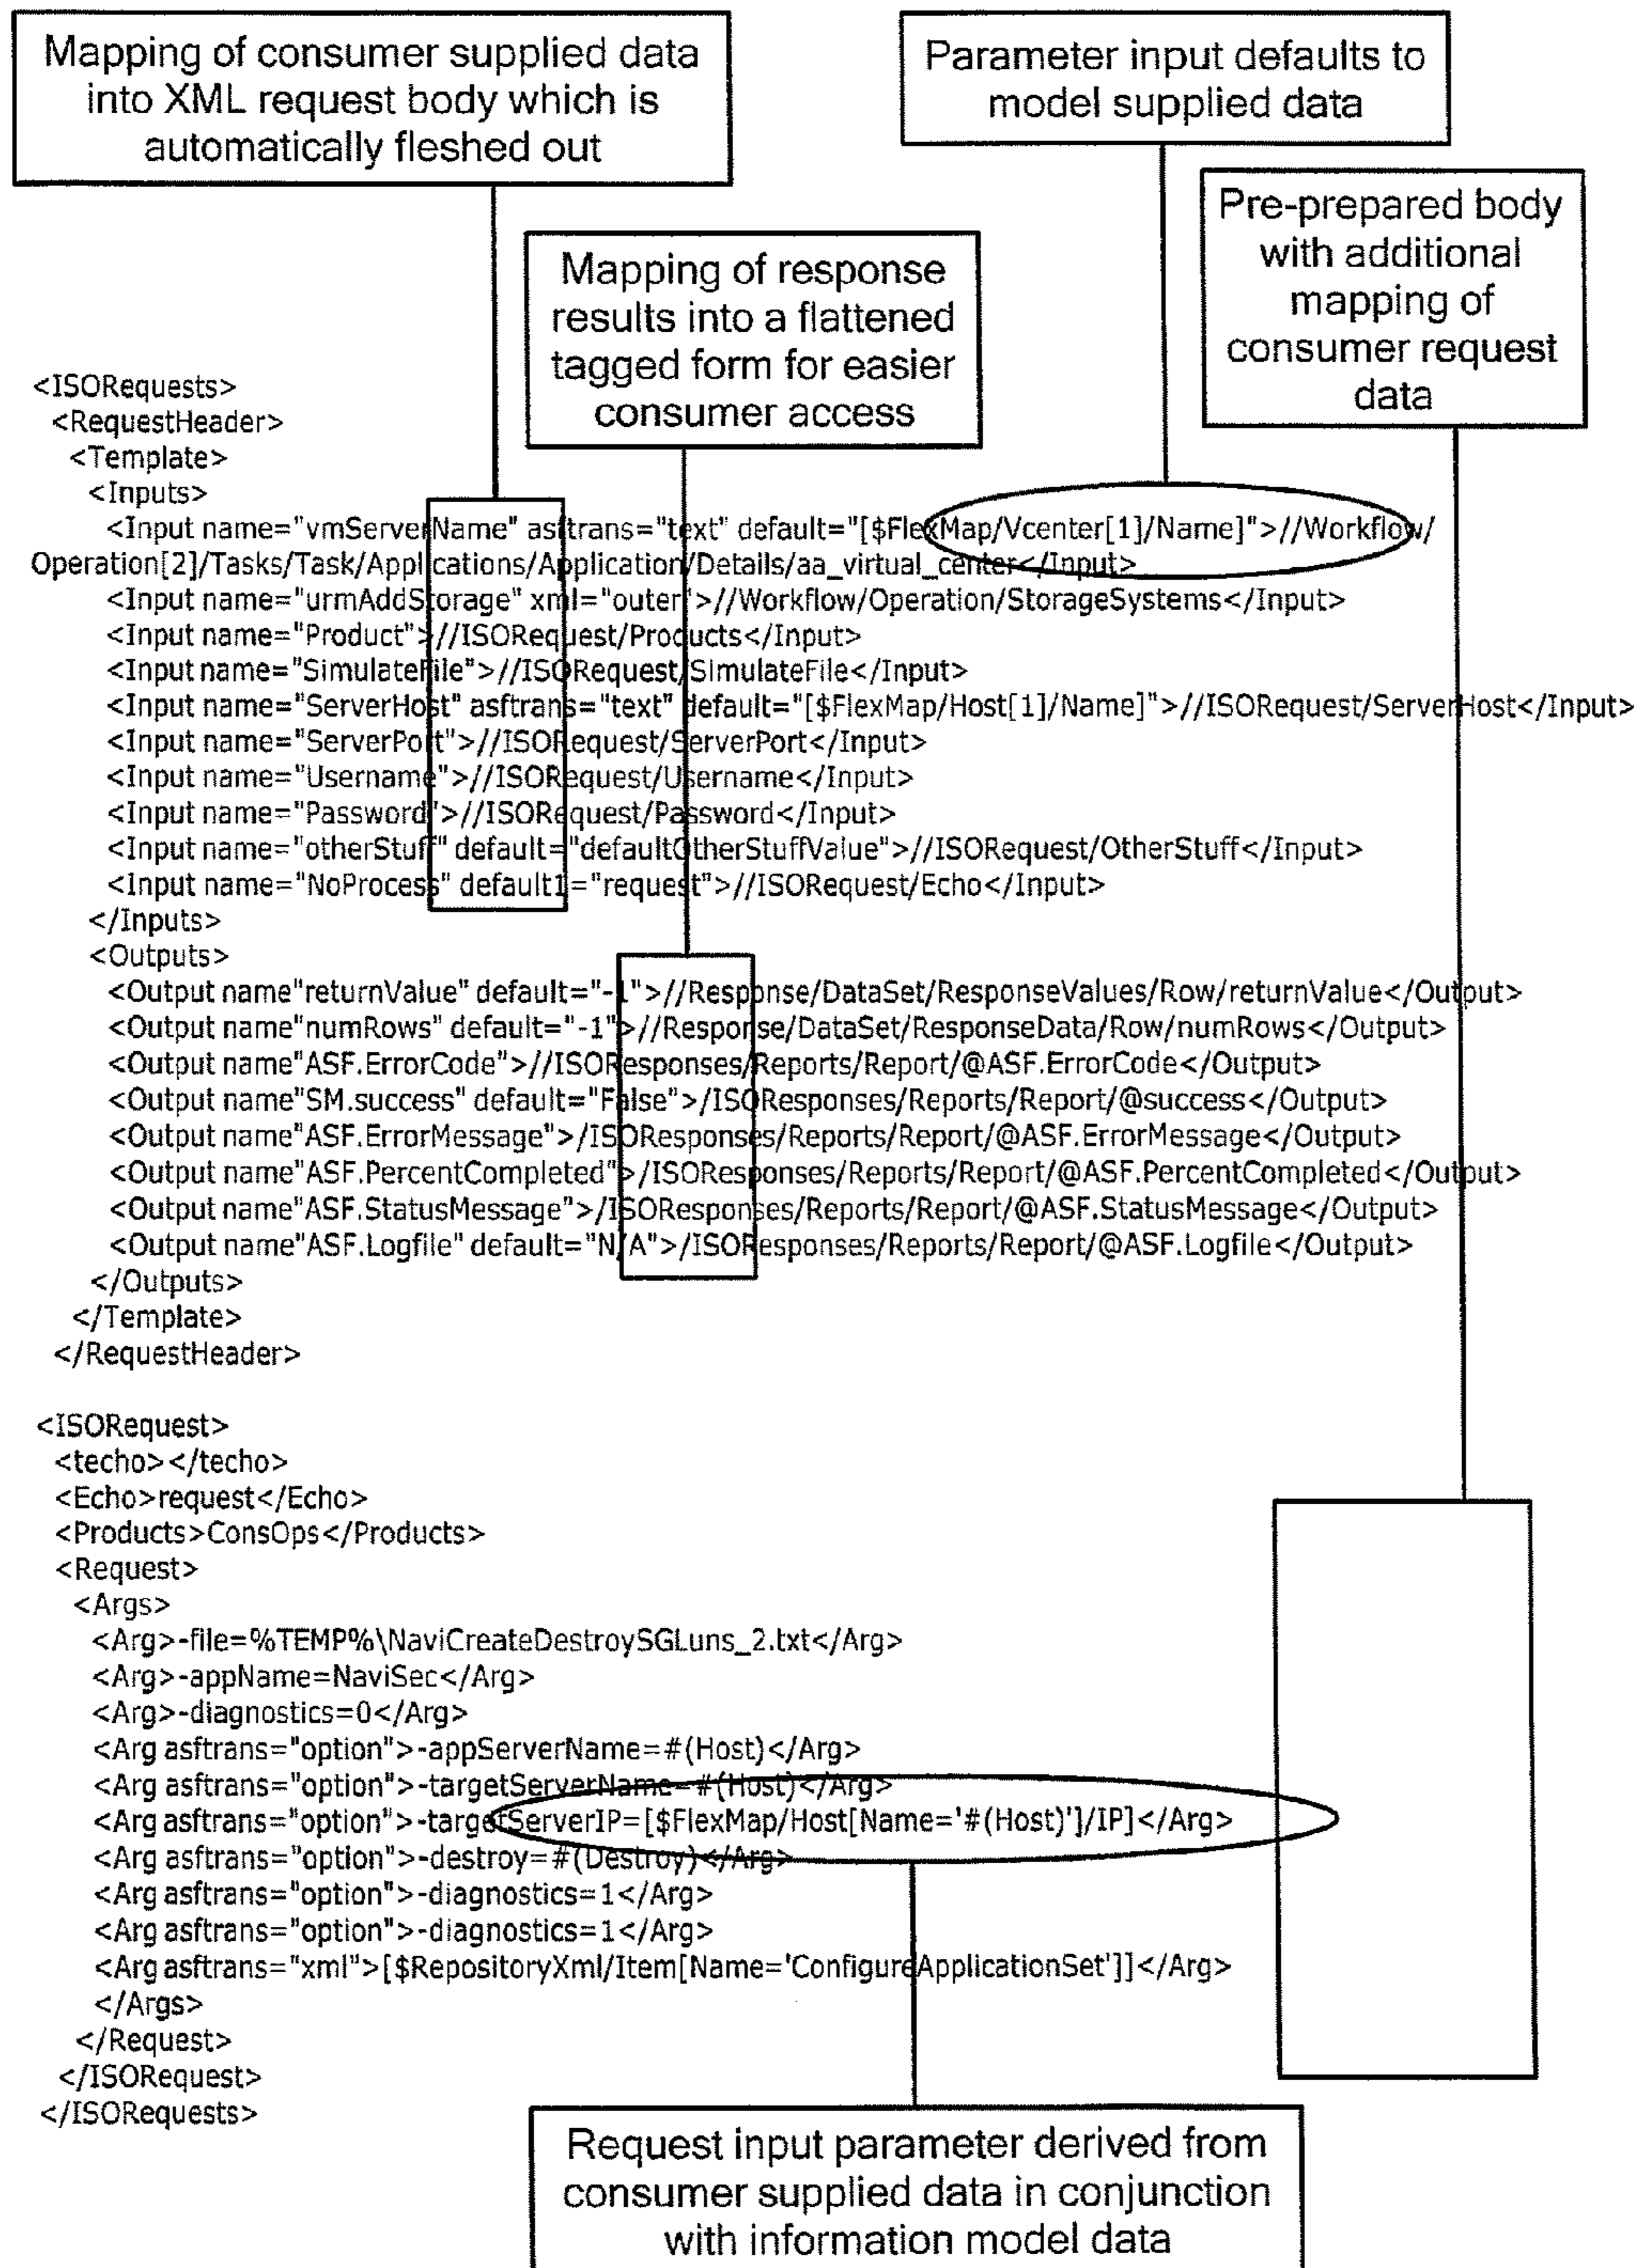 Mapping of consumer supplied data
into XML request body which is
automatically fleshed out
Parameter input defaults to
model supplied data
Pre-prepared body
with additional
mapping of
consumer request
data
Mapping of response
results into a flattened
tagged form for easier
consumer access
<ISORequests>
<RequestHeader>
<Template>
<Inputs>
<Input name="vmServerName" asftrans="text" default="[$FlexMap/Vcenter[1]/Name]">//Workflow/
Operation[2]/Tasks/Task/Applications/Application/Details/aa_virtual_center</Input>
<Input name="urmAddStorage" xml="outer">//Workflow/Operation/StorageSystems</Input>
<Input name="Product">//ISORequest/Products</Input>
<Input name="SimulateFile">//ISORequest/SimulateFile</Input>
<Input name="ServerHost" asftrans="text" default="[$FlexMap/Host[1]/Name]">//ISORequest/ServerHost</Input>
<Input name="ServerPort">//ISORequest/ServerPort</Input>
<Input name="Username">//ISORequest/Username</Input>
<Input name="Password">//ISORequest/Password</Input>
<Input name="otherStuff" default="defaultOtherStuffValue">//ISORequest/OtherStuff</Input>
<Input name="NoProcess" default1="request">//ISORequest/Echo</Input>
</Inputs>
<Outputs>
<Output name"returnValue" default="-1">//Response/DataSet/ResponseValues/Row/returnValue</Output>
<Output name"numRows" default="-1">//Response/DataSet/ResponseData/Row/numRows</Output>
<Output name"ASF.ErrorCode">//ISOResponses/Reports/Report/@ASF.ErrorCode</Output>
<Output name"SM.success" default="False">/ISOResponses/Reports/Report/@success</Output>
<Output name"ASF.ErrorMessage">/ISOResponses/Reports/Report/@ASF.ErrorMessage</Output>
<Output name"ASF.PercentCompleted">/ISOResponses/Reports/Report/@ASF.PercentCompleted</Output>
<Output name"ASF.StatusMessage">/ISOResponses/Reports/Report/@ASF.StatusMessage</Output>
<Output name"ASF.Logfile" default="N/A">/ISOResponses/Reports/Report/@ASF.Logfile</Output>
</Outputs>
</Template>
</RequestHeader>
<ISORequest>
<techo></techo>
<Echo>request</Echo>
<Products>ConsOps</Products>
<Request>
<Args>
<Arg>-file=%TEMP%\NaviCreateDestroySGLuns_2.txt</Arg>
<Arg>-appName=NaviSec</Arg>
<Arg>-diagnostics=0</Arg>
<Arg asftrans="option">-appServerName=#(Host)</Arg>
<Arg asftrans="option">-targetServerName=#(Host)</Arg>
<Arg asftrans="option">-targetServerIP=[$FlexMap/Host[Name='#(Host)']/IP]</Arg>
<Arg asftrans="option">-destroy=#(Destroy)</Arg>
<Arg asftrans="option">-diagnostics=1</Arg>
<Arg asftrans="option">-diagnostics=1</Arg>
<Arg asftrans="xml">[$RepositoryXml/Item[Name='ConfigureApplicationSet']]</Arg>
</Args>
</Request>
</ISORequest>
</ISORequests>
Request input parameter derived from
consumer supplied data in conjunction
with information model data